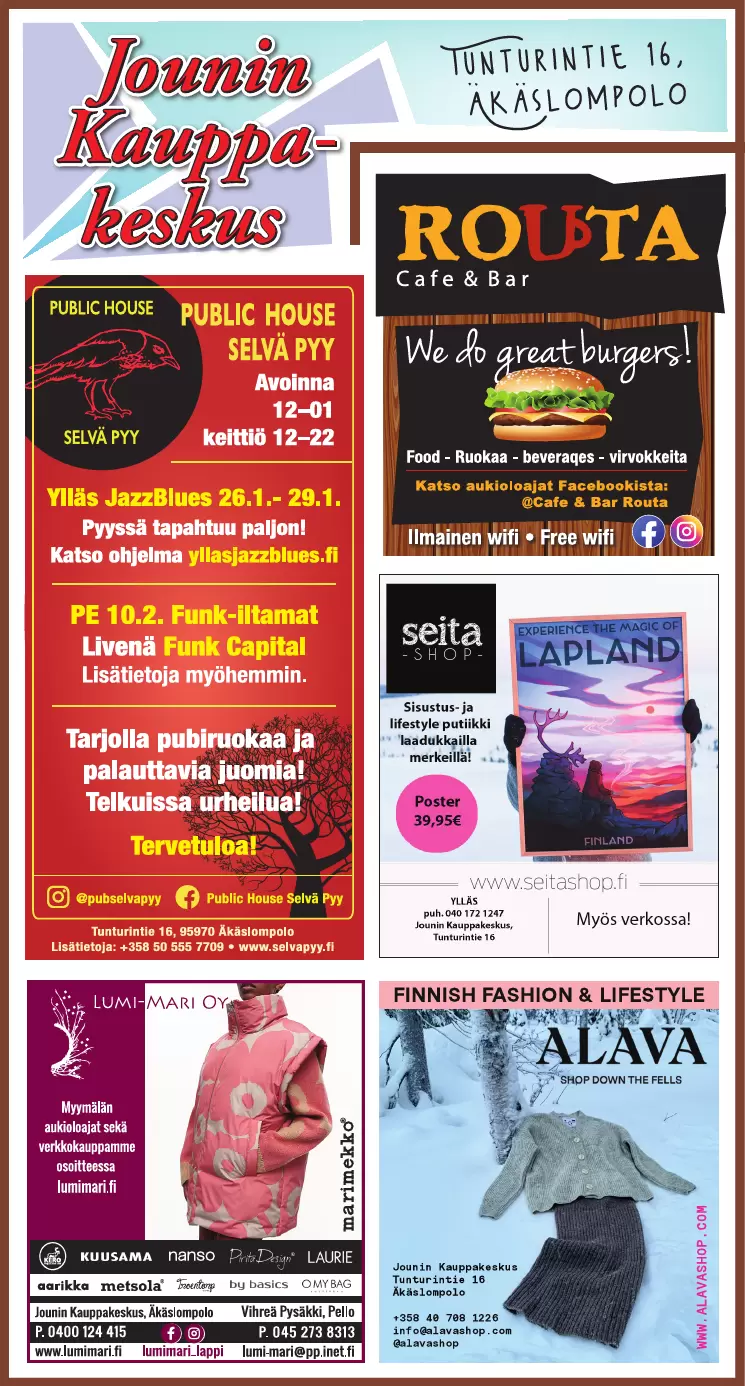 Jounin
Kauppa-
keskus
TUNTURINTIE 16,
ÄKÄSLOMPOLO
ROUTA
Cafe & Bar
We do great burgers!
Food - Ruokaa - beveraqes - virvokkeita
Katso aukioloajat Facebookista:
@Cafe & Bar Routa
Ilmainen wifi • Free wifi
PUBLIC HOUSE
SELVÄ PYY
PUBLIC HOUSE
SELVÄ PYY
Avoinna
12–01
keittiö 12–22
Ylläs JazzBlues 26.1.- 29.1.
Pyyssä tapahtuu paljon!
Katso ohjelma yllasjazzblues.fi
PE 10.2. Funk-iltamat
Livenä Funk Capital
Lisätietoja myöhemmin.
Tarjolla pubiruokaa ja
palauttavia juomia!
Telkuissa urheilua!
Tervetuloa!
@pubselvapyy Public House Selvä Pyy
Tunturintie 16, 95970 Äkäslompolo
Lisätietoja: +358 50 555 7709 • www.selvapyy.fi
seita
-SHOP-
Sisustus- ja
lifestyle putiikki
laadukkailla
merkeillä!
Poster
39,95€
EXPERIENCE THE MAGIC OF
LAPLAND
FINLAND
www.seitashop.fi
YLLÄS
puh. 040 172 1247
Jounin Kauppakeskus,
Tunturintie 16
Myös verkossa!
LUMI-MARI OY
Myymälän
aukioloajat sekä
verkkokauppamme
osoitteessa
lumimari.fi
marimekko®
KUUSAMA nanso Piritta Design LAURIE
aarikka metsola® by basics O MY BAG
Jounin Kauppakeskus, Äkäslompolo
P. 0400 124 415
www.lumimari.fi lumimari_lappi
Vihreä Pysäkki, Pello
P. 045 273 8313
lumi-mari@pp.inet.fi
FINNISH FASHION & LIFESTYLE
ALAVA
SHOP DOWN THE FELLS
Jounin Kauppakeskus
Tunturintie 16
Äkäslompolo
+358 40 708 1226
info@alavashop.com
@alavashop
WWW.ALAVASHOP.COM